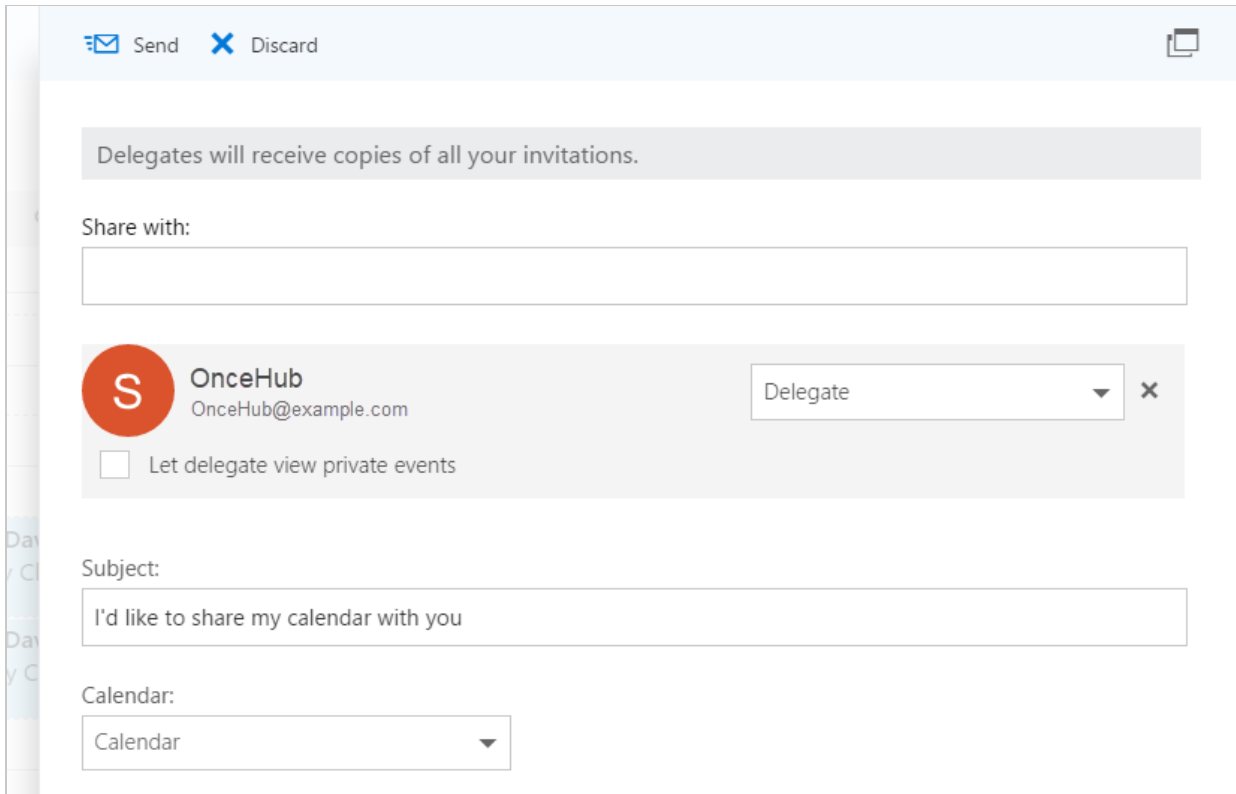 Send Discard
Delegates will receive copies of all your invitations.
Share with:
S
OnceHub
OnceHub@example.com
Delegate
Let delegate view private events
Subject:
I'd like to share my calendar with you
Calendar:
Calendar